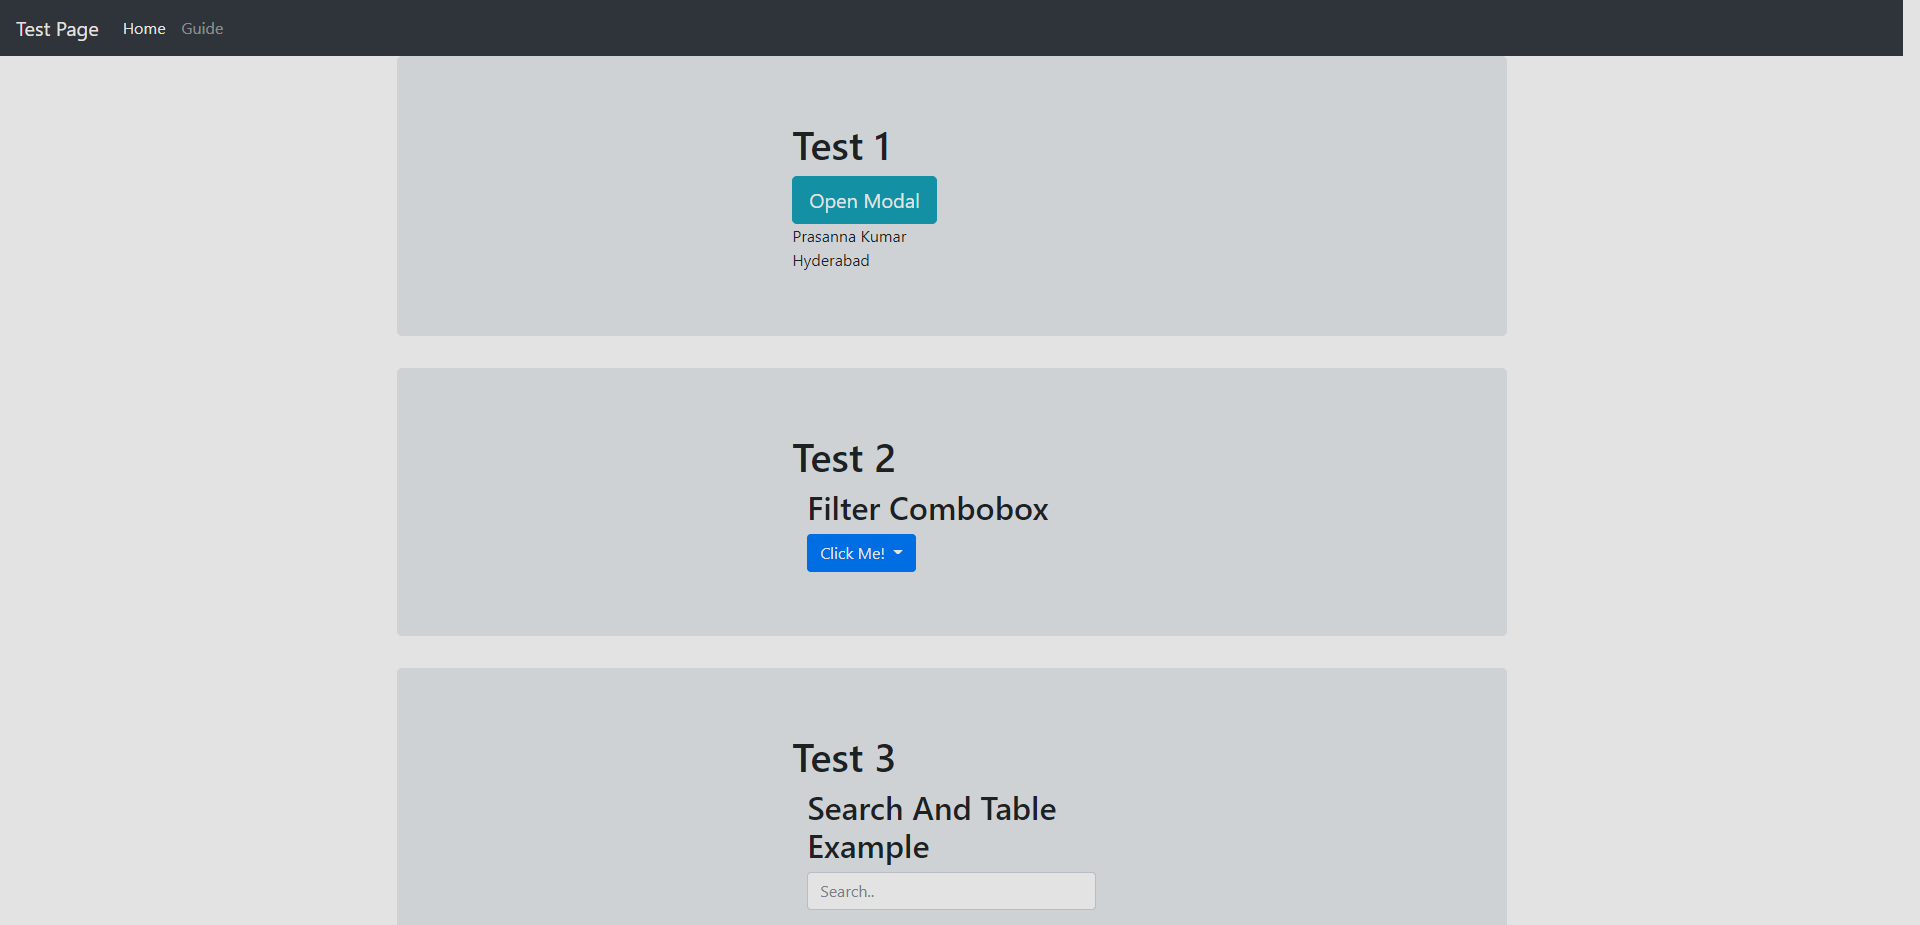 Test Page Home Guide
Test 1
Open Modal
Prasanna Kumar
Hyderabad
Test 2
Filter Combobox
Click Me!
Test 3
Search And Table
Example
Search..